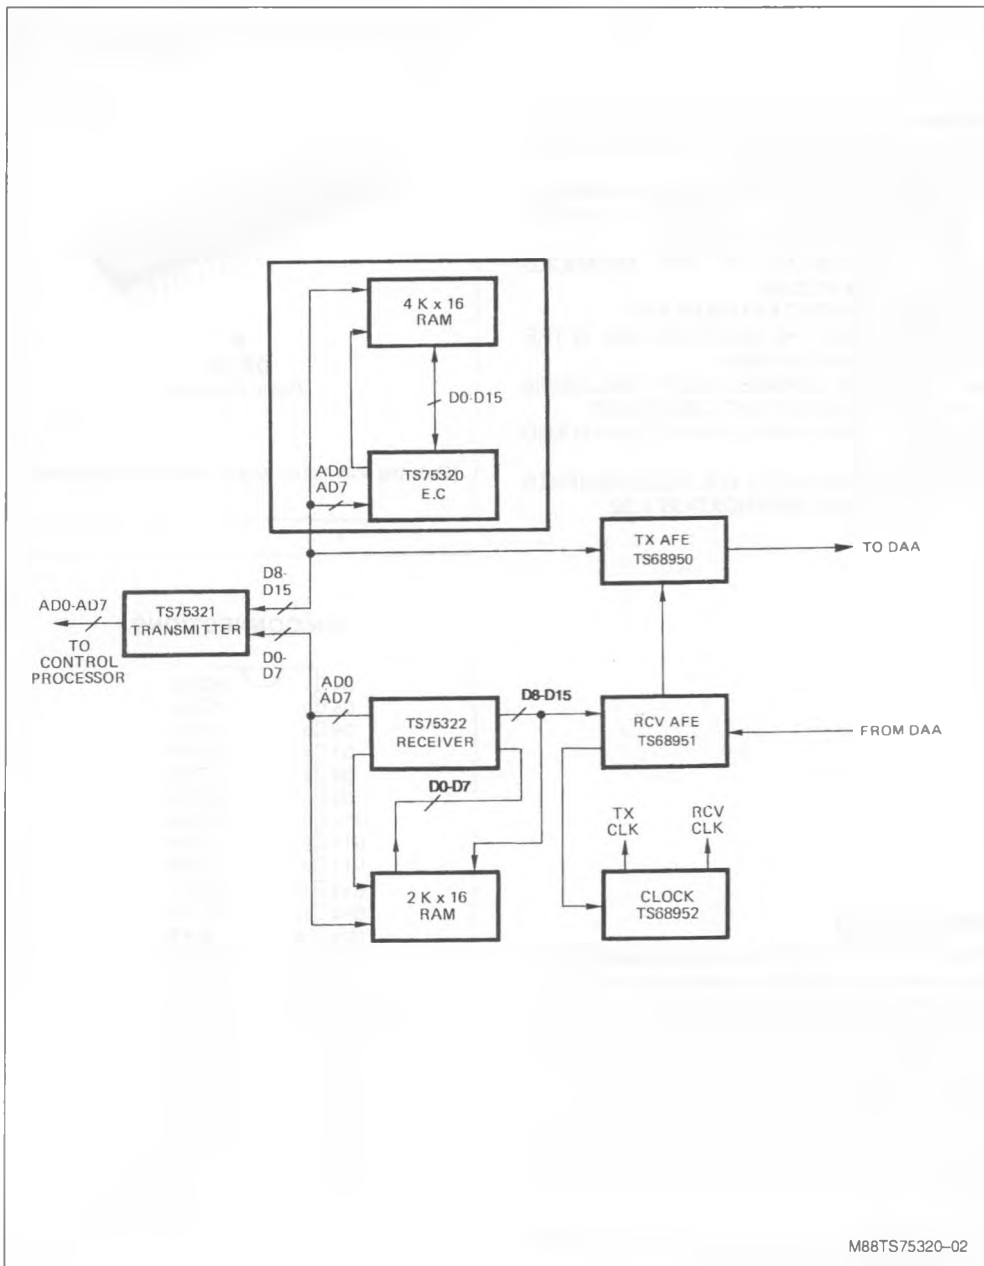 4 K x 16
RAM
D0-D15
AD0
AD7
TS75320
E.C
TX AFE
TS68950
TO DAA
D8-
D15
AD0-AD7
TS75321
TRANSMITTER
TO
CONTROL
PROCESSOR
D0-
D7
AD0
AD7
TS75322
RECEIVER
D8-D15
RCV AFE
TS68951
FROM DAA
D0-D7
TX
CLK
RCV
CLK
2 K x 16
RAM
CLOCK
TS68952
M88TS75320-02